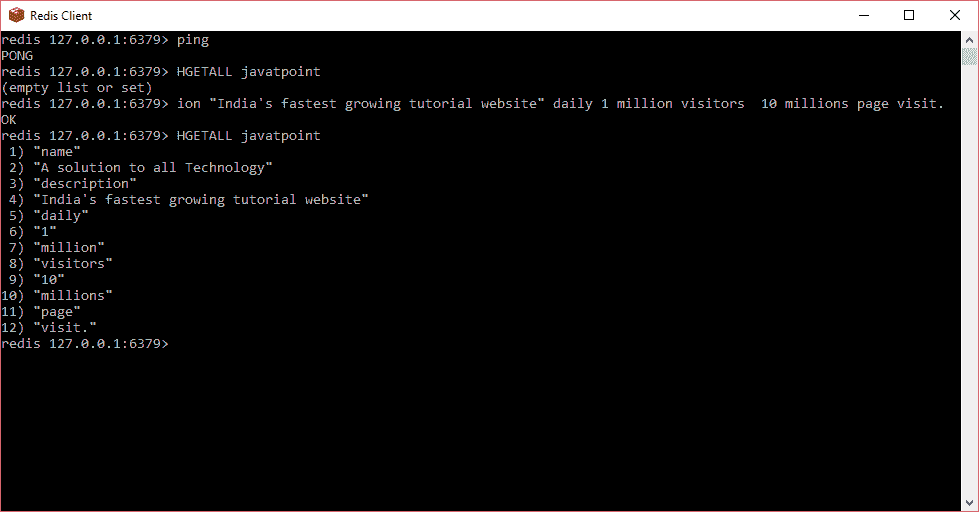 Redis Client
redis 127.0.0.1:6379> ping
PONG
redis 127.0.0.1:6379> HGETALL javatpoint
(empty list or set)
redis 127.0.0.1:6379> ion "India's fastest growing tutorial website" daily 1 million visitors  10 millions page visit.
OK
redis 127.0.0.1:6379> HGETALL javatpoint
 1) "name"
 2) "A solution to all Technology"
 3) "description"
 4) "India's fastest growing tutorial website"
 5) "daily"
 6) "1"
 7) "million"
 8) "visitors"
 9) "10"
10) "millions"
11) "page"
12) "visit."
redis 127.0.0.1:6379>